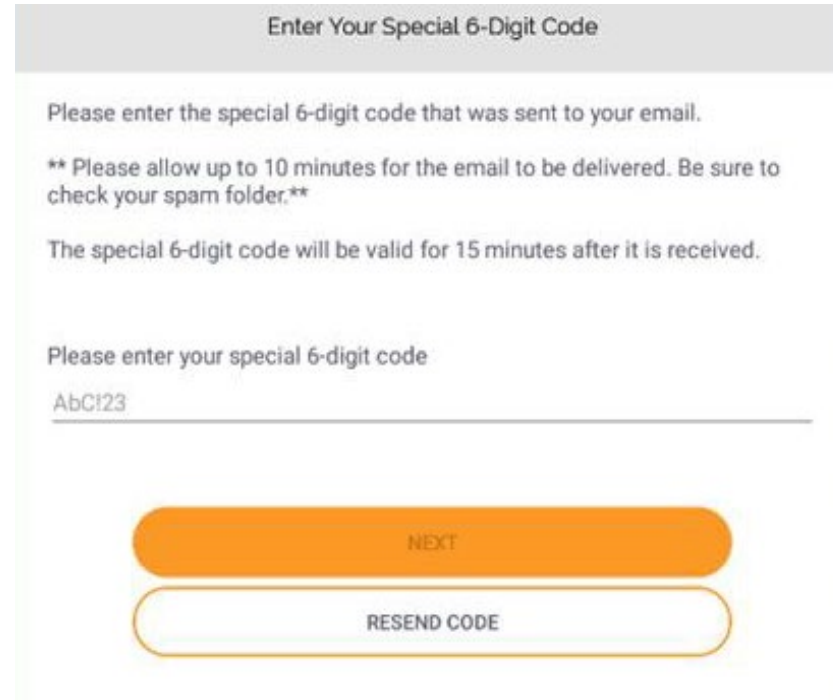 Enter Your Special 6-Digit Code
Please enter the special 6-digit code that was sent to your email.
** Please allow up to 10 minutes for the email to be delivered. Be sure to
check your spam folder.**
The special 6-digit code will be valid for 15 minutes after it is received.
Please enter your special 6-digit code
AbC!23
NEXT
RESEND CODE